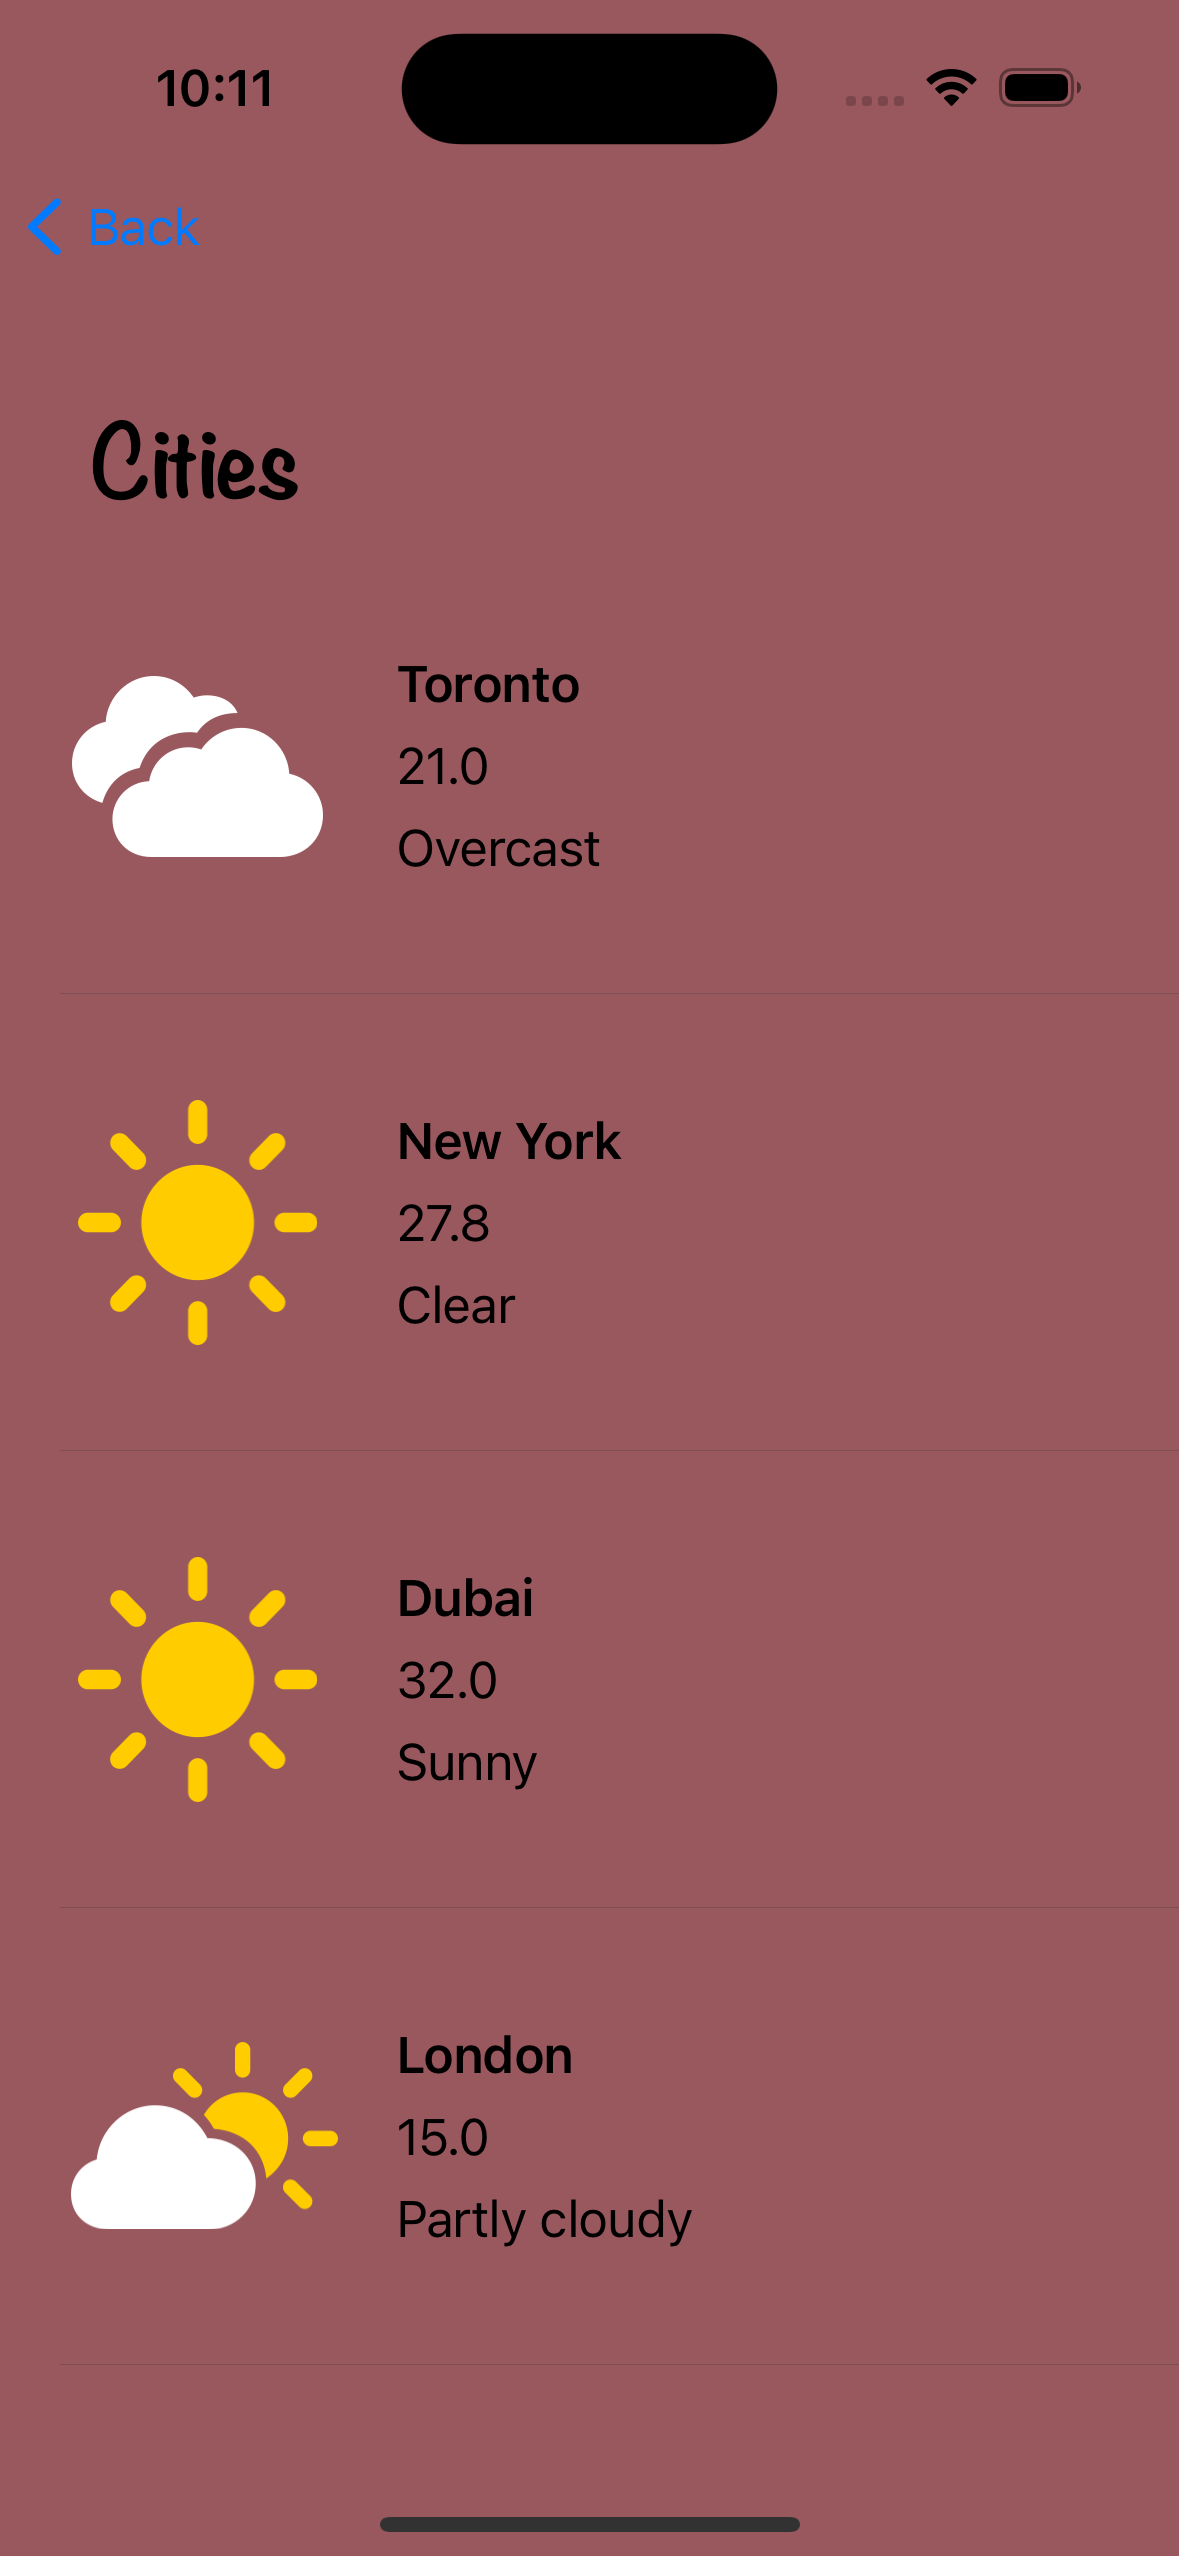 10:11
Back
Cities
Toronto
21.0
Overcast
New York
27.8
Clear
Dubai
32.0
Sunny
London
15.0
Partly cloudy